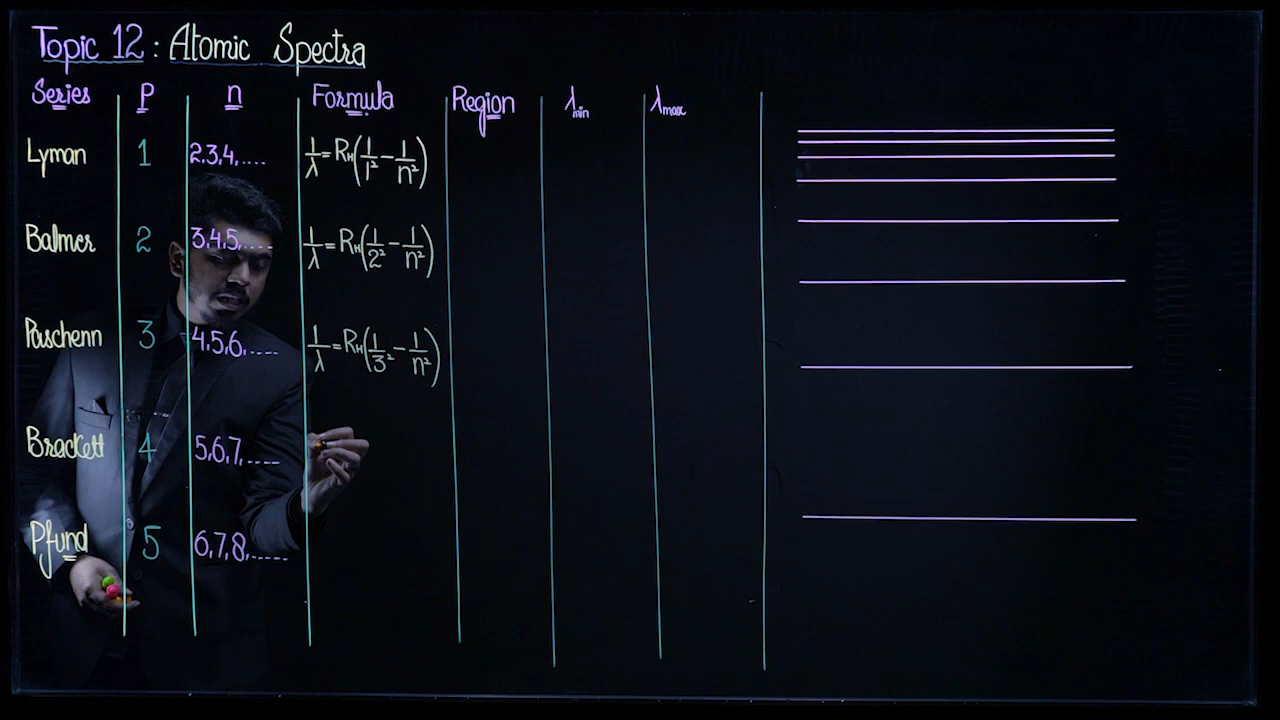 Topic 12 : Atomic Spectra
Series P n Formula Region λmin λmax
Lyman 1 2,3,4,.... 1/λ = RH(1/1² − 1/n²)
Balmer 2 3,4,5,.... 1/λ = RH(1/2² − 1/n²)
Paschenn 3 4,5,6,..... 1/λ = RH(1/3² − 1/n²)
Brackett 4 5,6,7,.....
Pfund 5 6,7,8,......